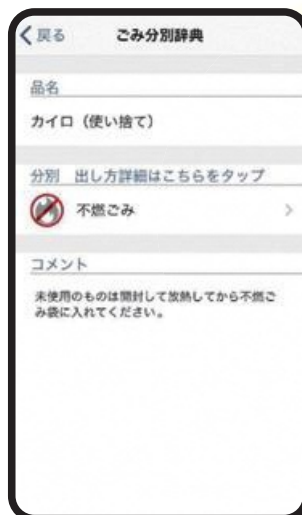 戻る ごみ分別辞典
品名
カイロ（使い捨て）
分別 出し方詳細はこちらをタップ
不燃ごみ
コメント
未使用のものは開封して放熱してから不燃ご
み袋に入れてください。